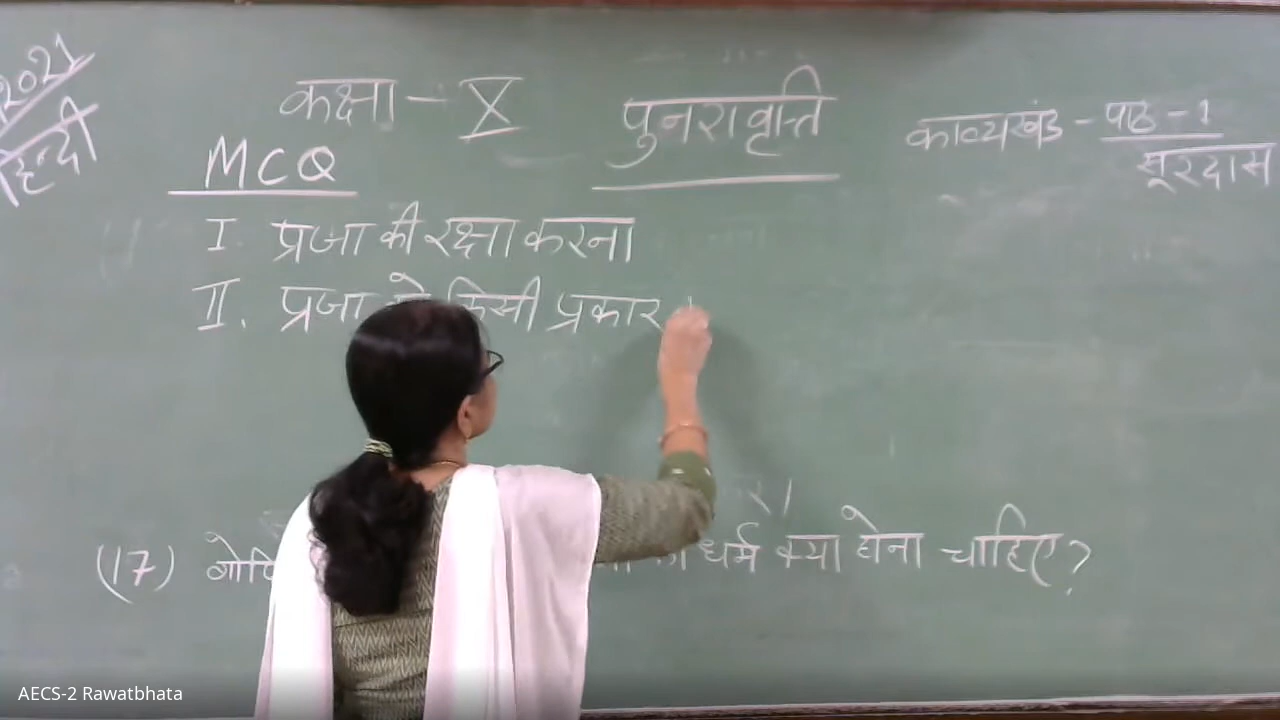 2021
हिन्दी
कक्षा - X
पुनरावृत्ति
काव्यखंड - पाठ - 1
सूरदास
MCQ
I. प्रजा की रक्षा करना
II. प्रजा किसी प्रकार
(17) धर्म क्या होना चाहिए?
AECS-2 Rawatbhata